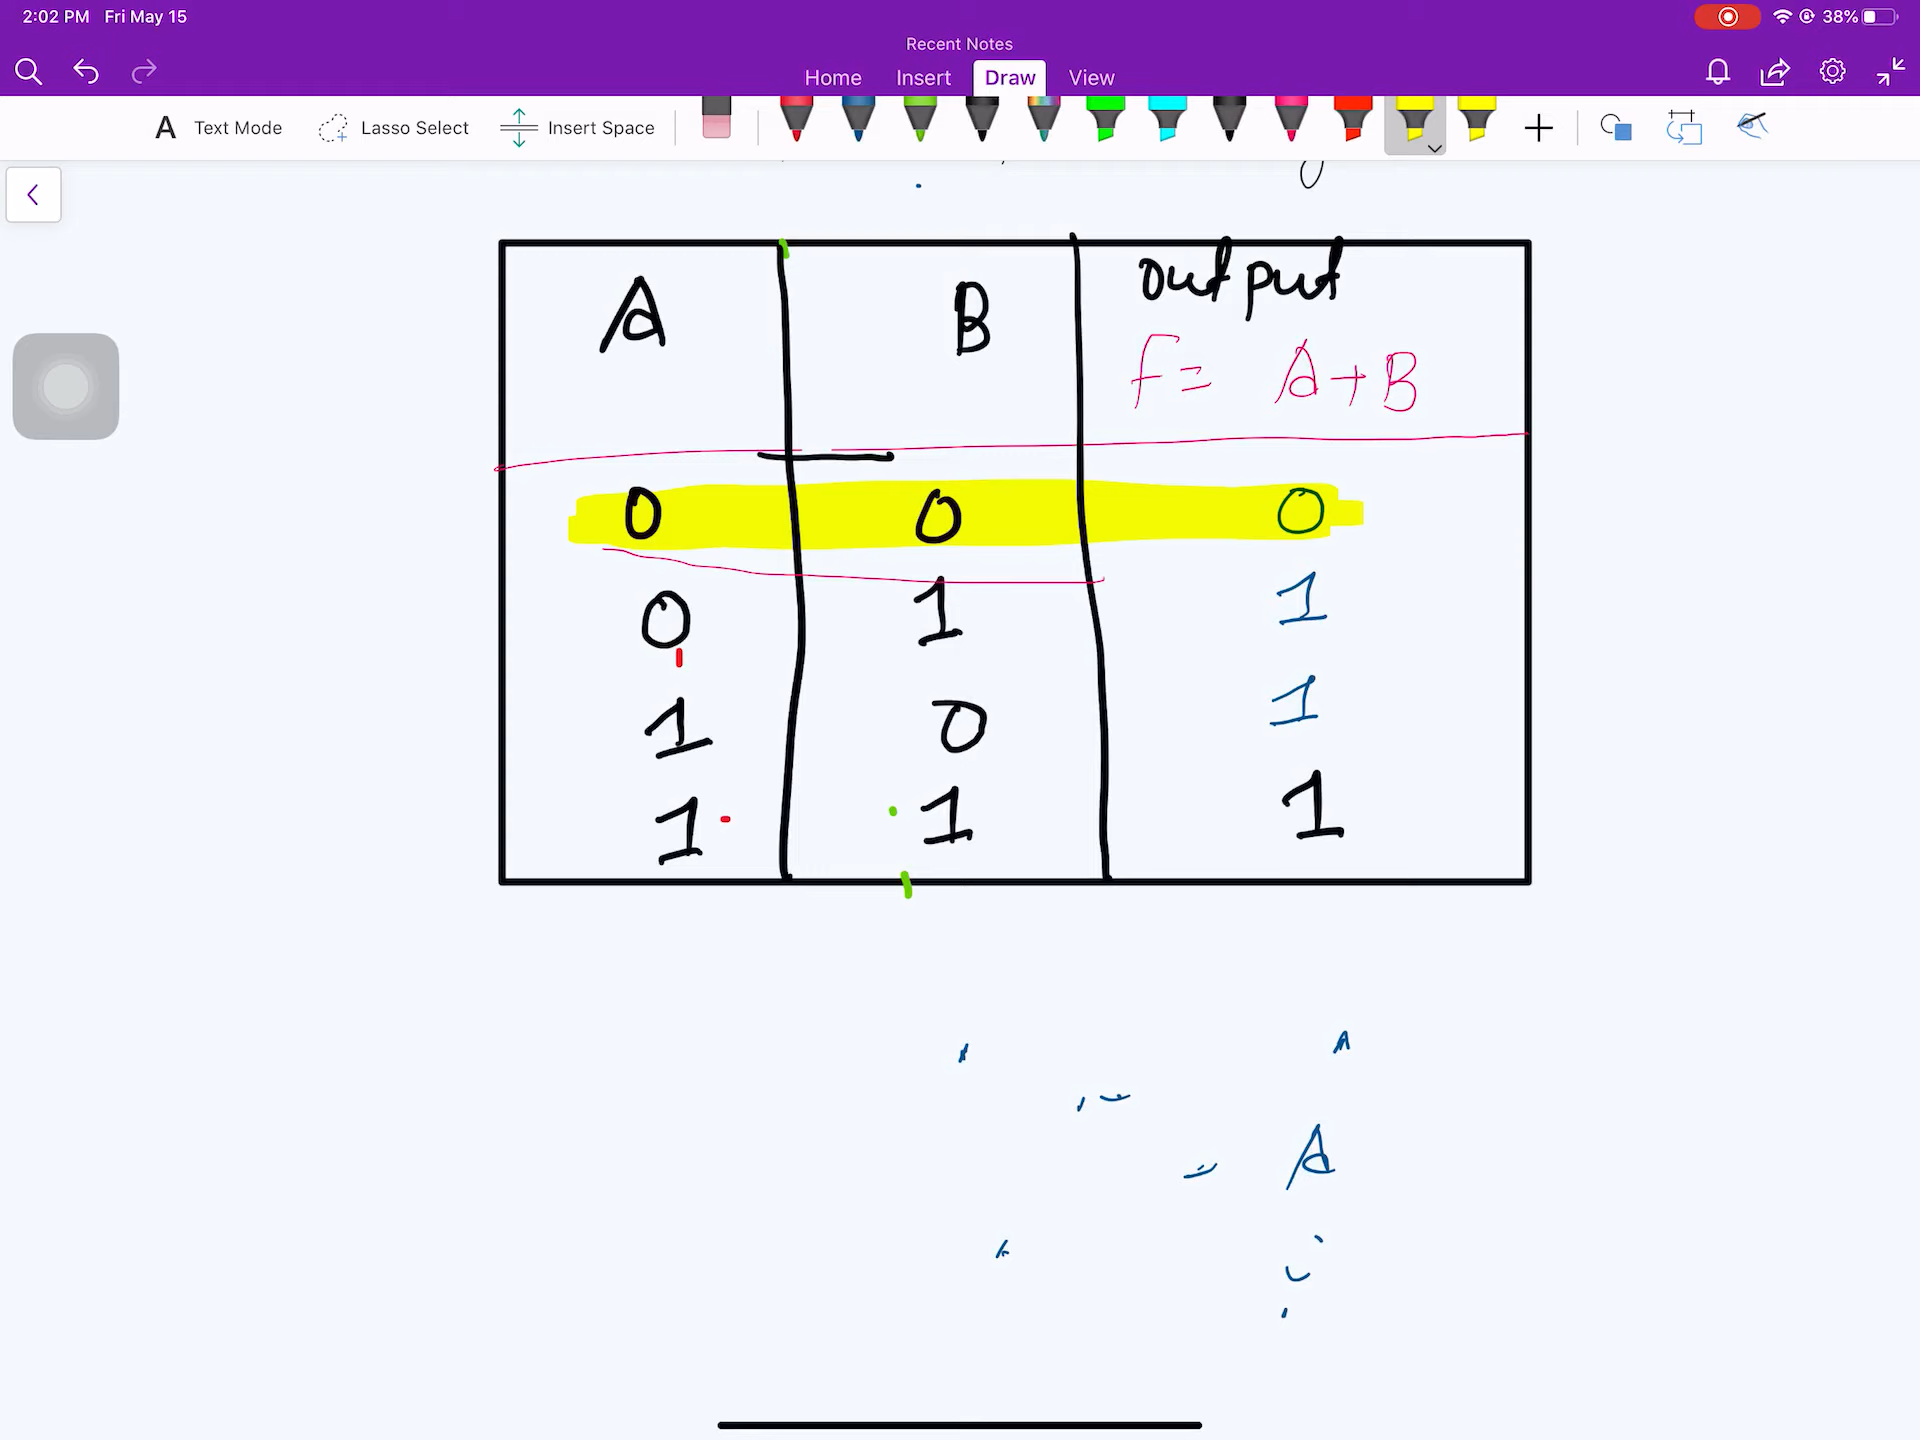 2:02 PM Fri May 15 38%
Recent Notes
Home Insert Draw View
A Text Mode Lasso Select Insert Space
A B output
F = A+B
0 0 0
0 1 1
1 0 1
1 1 1
A
= A